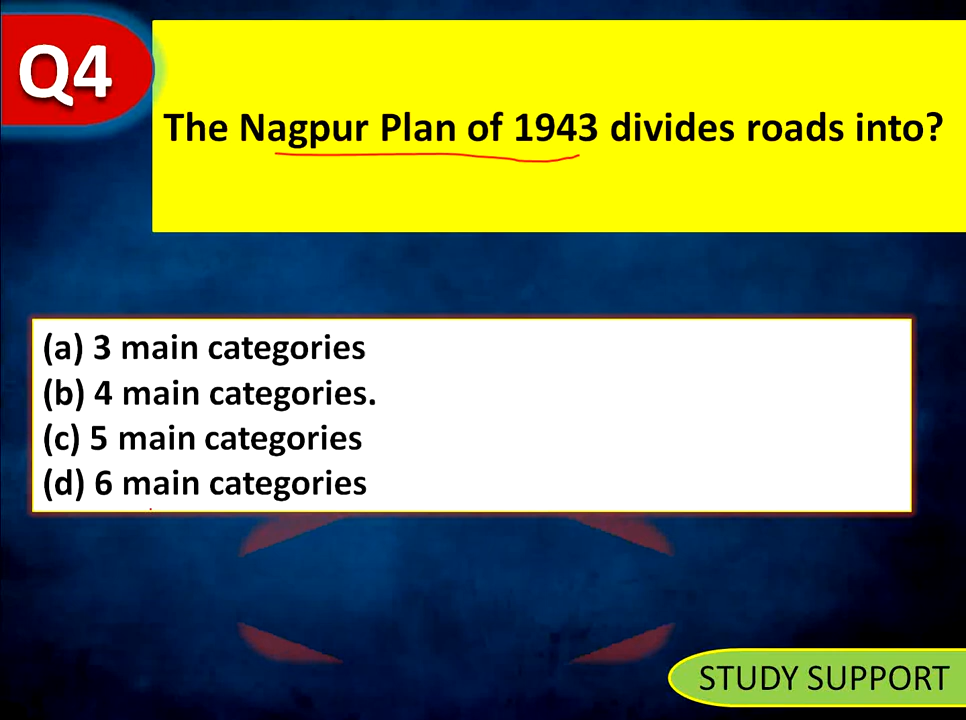 Q4
The Nagpur Plan of 1943 divides roads into?
(a) 3 main categories
(b) 4 main categories.
(c) 5 main categories
(d) 6 main categories
STUDY SUPPORT